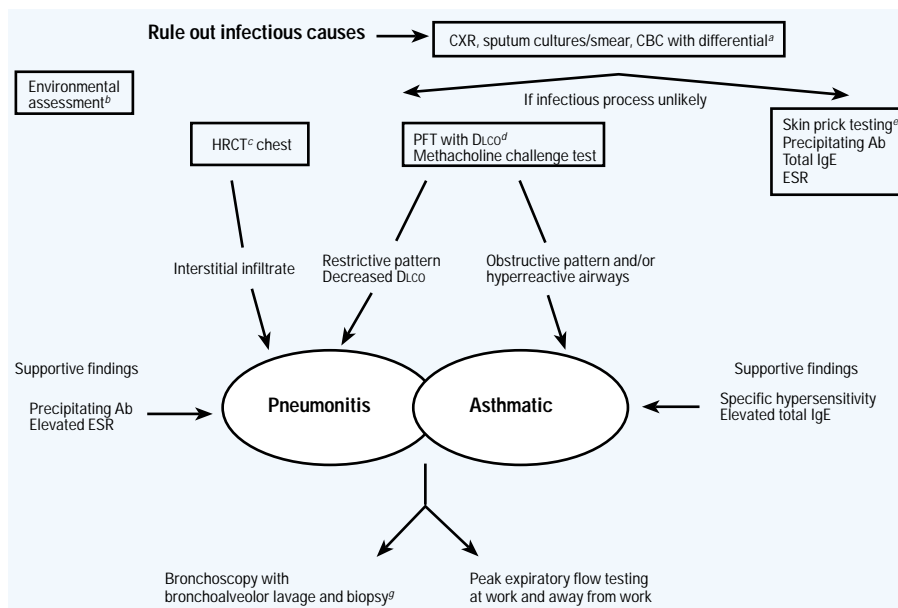 Rule out infectious causes
CXR, sputum cultures/smear, CBC with differentialᵃ
Environmental
assessmentᵇ
If infectious process unlikely
HRCTᶜ chest
PFT with DLCOᵈ
Methacholine challenge test
Skin prick testingᵉ
Precipitating Ab
Total IgE
ESR
Interstitial infiltrate
Restrictive pattern
Decreased DLCO
Obstructive pattern and/or
hyperreactive airways
Supportive findings
Precipitating Ab
Elevated ESR
Pneumonitis
Asthmatic
Supportive findings
Specific hypersensitivity
Elevated total IgE
Bronchoscopy with
bronchoalveolor lavage and biopsyᵍ
Peak expiratory flow testing
at work and away from work